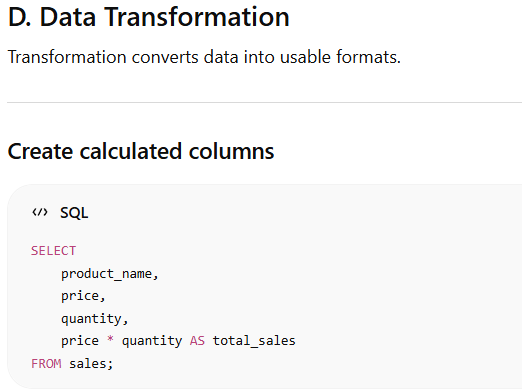 D. Data Transformation
Transformation converts data into usable formats.
Create calculated columns
</> SQL
SELECT
    product_name,
    price,
    quantity,
    price * quantity AS total_sales
FROM sales;